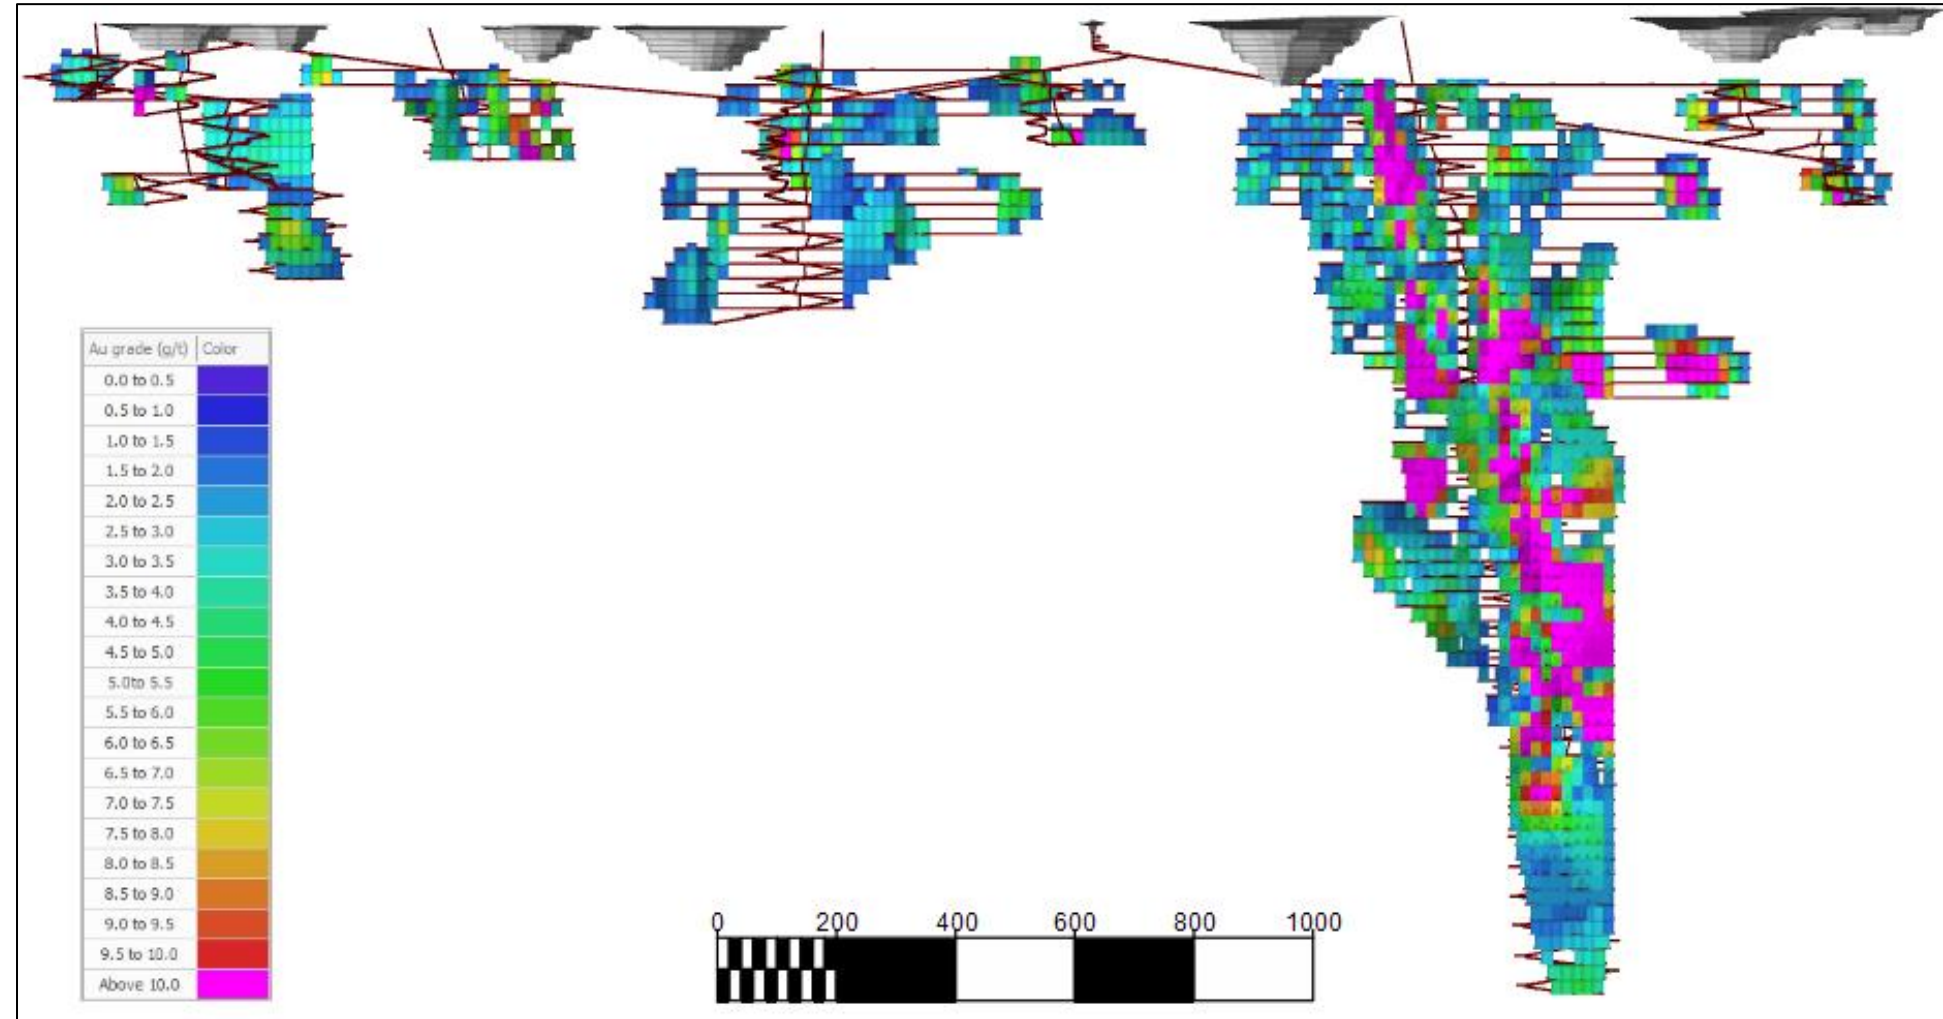 Au grade (g/t) Color
0.0 to 0.5
0.5 to 1.0
1.0 to 1.5
1.5 to 2.0
2.0 to 2.5
2.5 to 3.0
3.0 to 3.5
3.5 to 4.0
4.0 to 4.5
4.5 to 5.0
5.0to 5.5
5.5 to 6.0
6.0 to 6.5
6.5 to 7.0
7.0 to 7.5
7.5 to 8.0
8.0 to 8.5
8.5 to 9.0
9.0 to 9.5
9.5 to 10.0
Above 10.0
0 200 400 600 800 1000